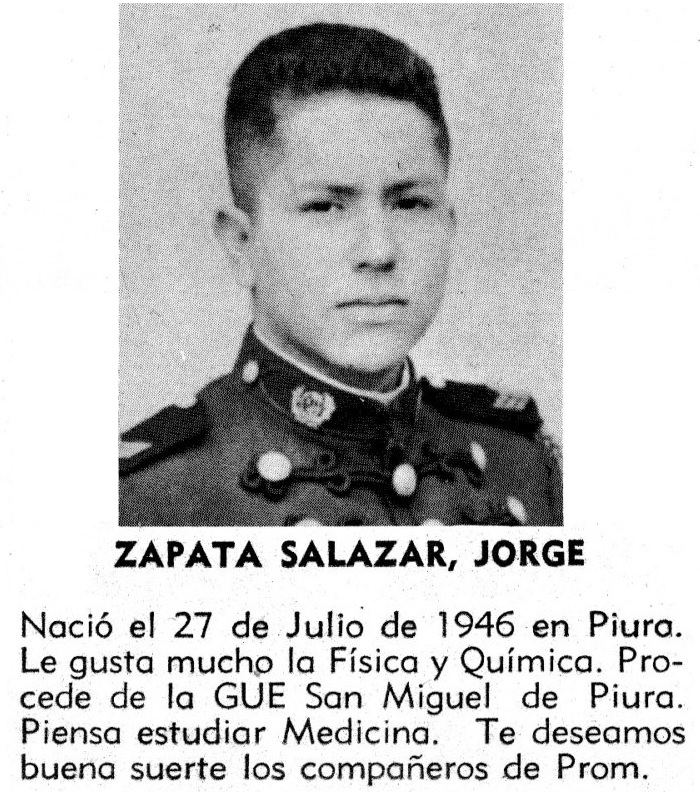 ZAPATA SALAZAR, JORGE
Nació el 27 de Julio de 1946 en Piura.
Le gusta mucho la Física y Química. Pro-
cede de la GUE San Miguel de Piura.
Piensa estudiar Medicina. Te deseamos
buena suerte los compañeros de Prom.